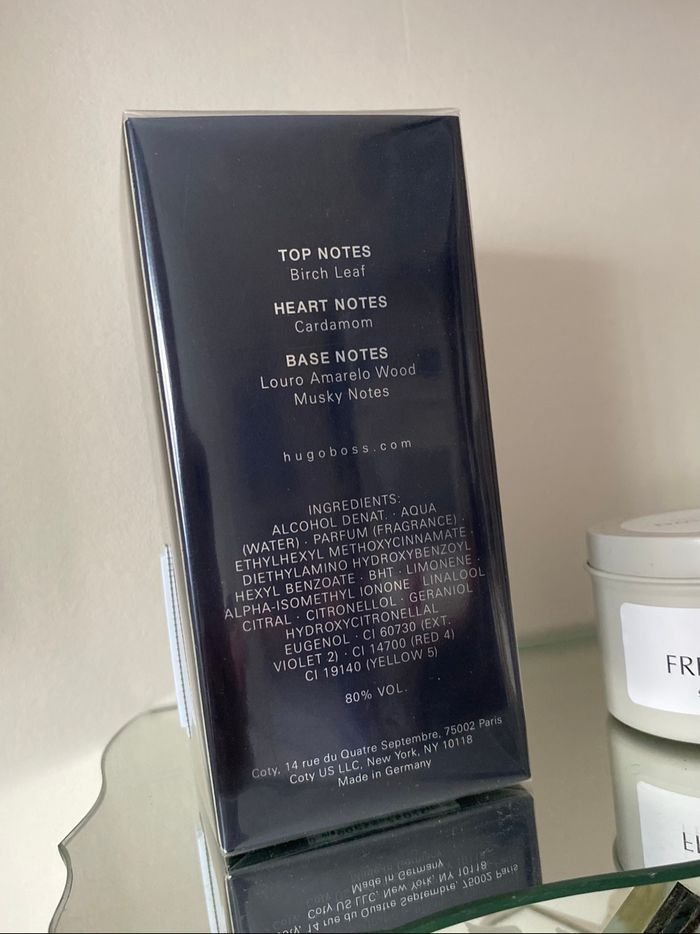 TOP NOTES
Birch Leaf
HEART NOTES
Cardamom
BASE NOTES
Louro Amarelo Wood
Musky Notes
hugoboss.com
INGREDIENTS:
ALCOHOL DENAT. · AQUA
(WATER) · PARFUM (FRAGRANCE) ·
ETHYLHEXYL METHOXYCINNAMATE ·
DIETHYLAMINO HYDROXYBENZOYL
HEXYL BENZOATE · BHT · LIMONENE ·
ALPHA-ISOMETHYL IONONE · LINALOOL
CITRAL · CITRONELLOL · GERANIOL
HYDROXYCITRONELLAL
EUGENOL · CI 60730 (EXT.
VIOLET 2) · CI 14700 (RED 4)
CI 19140 (YELLOW 5)
80% VOL.
Coty, 14 rue du Quatre Septembre, 75002 Paris
Coty US LLC, New York, NY 10118
Made in Germany